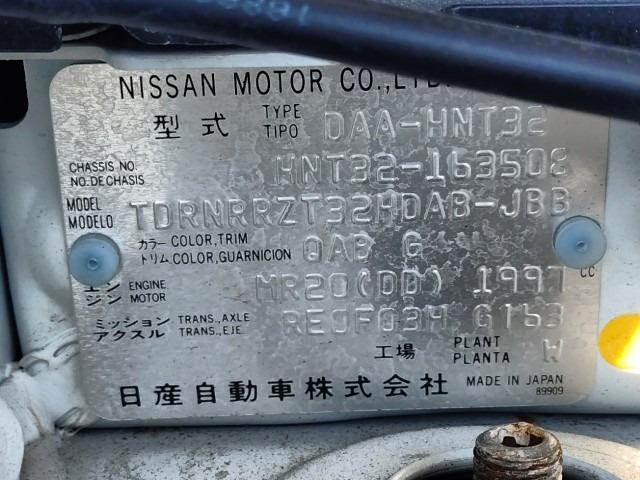 NISSAN MOTOR CO.,LTD.
型式 TYPE TIPO DAA-HNT32
CHASSIS NO. NO.DE CHASIS HNT32-163508
MODEL MODELO TDRNRRZT32HDAB-JBB
カラー COLOR,TRIM トリム COLOR,GUARNICION QAB G
エンジン ENGINE MOTOR MR20(DD) 1997 CC
ミッション TRANS.,AXLE アクスル TRANS.,EJE RE0F03H GT63
工場 PLANT PLANTA W
日産自動車株式会社 MADE IN JAPAN
89909